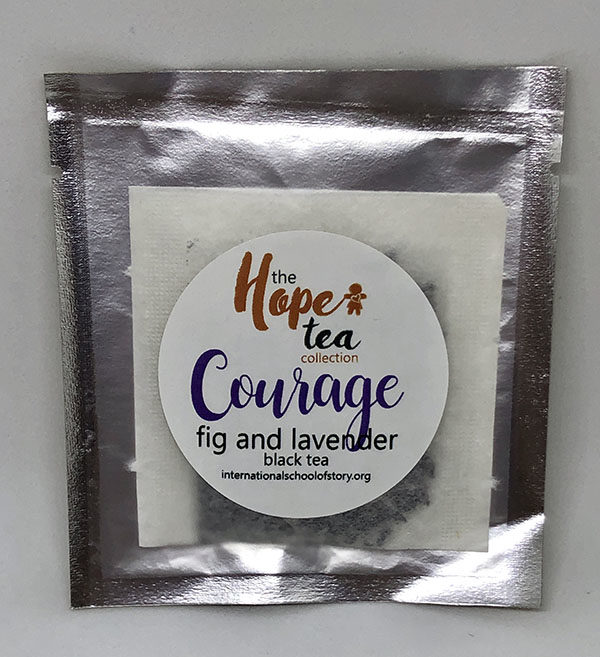 the
Hope
tea
collection
Courage
fig and lavender
black tea
internationalschoolofstory.org